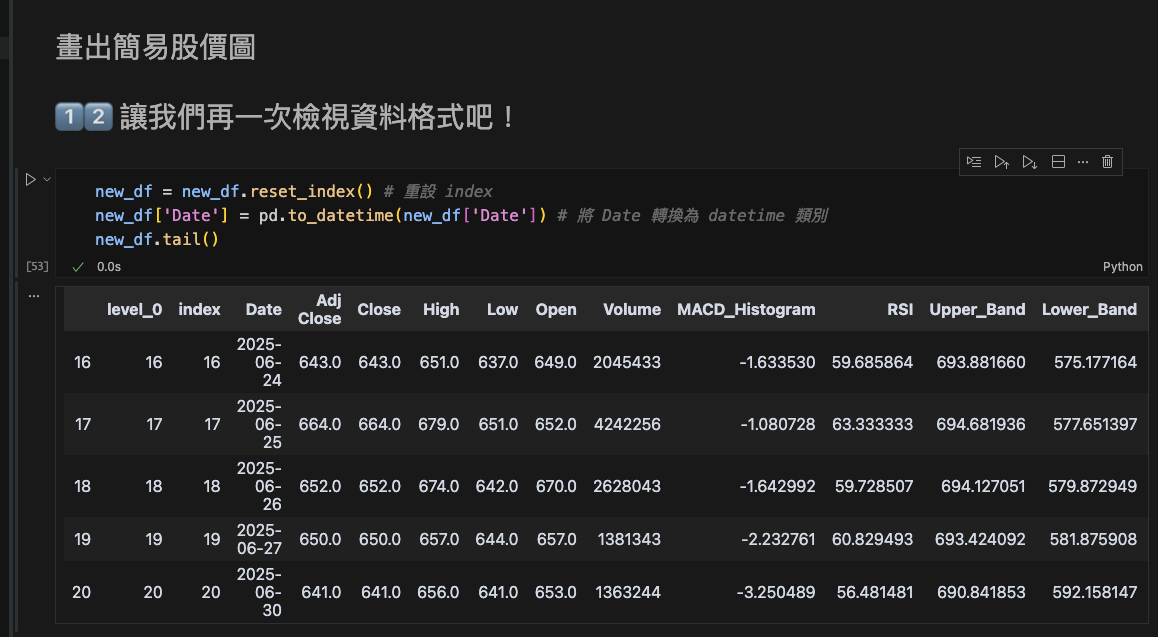 畫出簡易股價圖
1️⃣2️⃣ 讓我們再一次檢視資料格式吧！
new_df = new_df.reset_index() # 重設 index
new_df['Date'] = pd.to_datetime(new_df['Date']) # 將 Date 轉換為 datetime 類別
new_df.tail()
[53] 0.0s Python
level_0 index Date Adj Close Close High Low Open Volume MACD_Histogram RSI Upper_Band Lower_Band
16 16 16 2025-06-24 643.0 643.0 651.0 637.0 649.0 2045433 -1.633530 59.685864 693.881660 575.177164
17 17 17 2025-06-25 664.0 664.0 679.0 651.0 652.0 4242256 -1.080728 63.333333 694.681936 577.651397
18 18 18 2025-06-26 652.0 652.0 674.0 642.0 670.0 2628043 -1.642992 59.728507 694.127051 579.872949
19 19 19 2025-06-27 650.0 650.0 657.0 644.0 657.0 1381343 -2.232761 60.829493 693.424092 581.875908
20 20 20 2025-06-30 641.0 641.0 656.0 641.0 653.0 1363244 -3.250489 56.481481 690.841853 592.158147